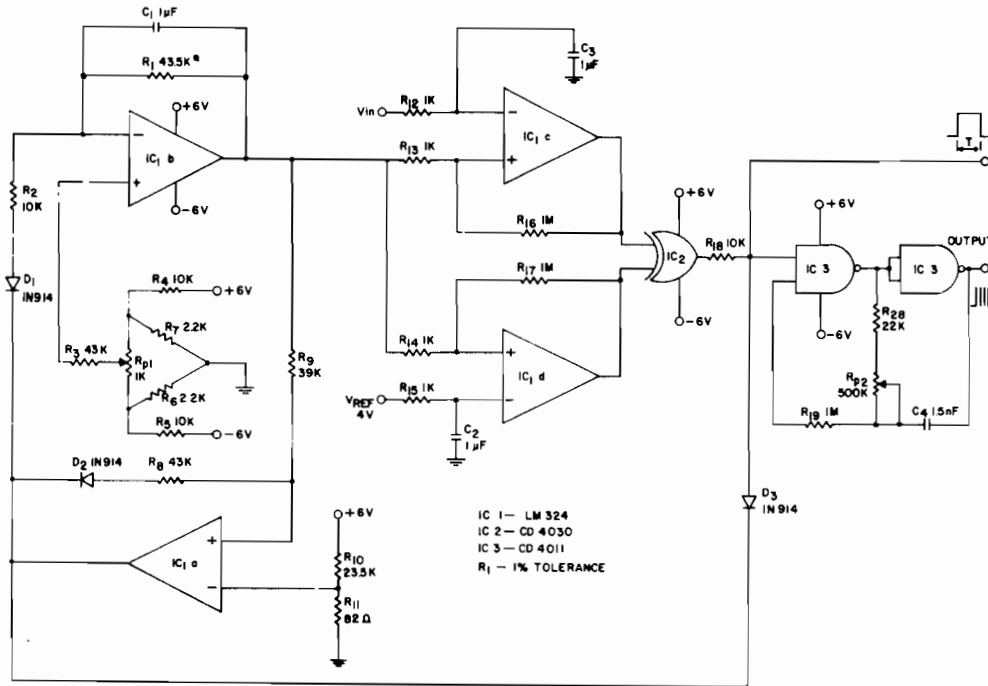 C1 1µF
R1 43.5K*
+6V
IC1 b
-6V
R2
10K
D1
IN914
R4 10K
+6V
R7 2.2K
R3 43K
Rp1
1K
R6 2.2K
R5 10K
-6V
D2 IN914
R8 43K
R9
39K
IC1 a
+6V
R10
23.5K
R11
82Ω
C3
1µF
Vin
R12 1K
IC1 c
R13 1K
R16 1M
R17 1M
R14 1K
IC1 d
R15 1K
VREF
4V
C2
1µF
+6V
IC2
-6V
R18 10K
T
+6V
IC 3
-6V
IC 3
OUTPUT
R28
22K
Rp2
500K
R19 1M
C4 1.5nF
D3
IN914
IC 1 – LM 324
IC 2 – CD 4030
IC 3 – CD 4011
R1 – 1% TOLERANCE